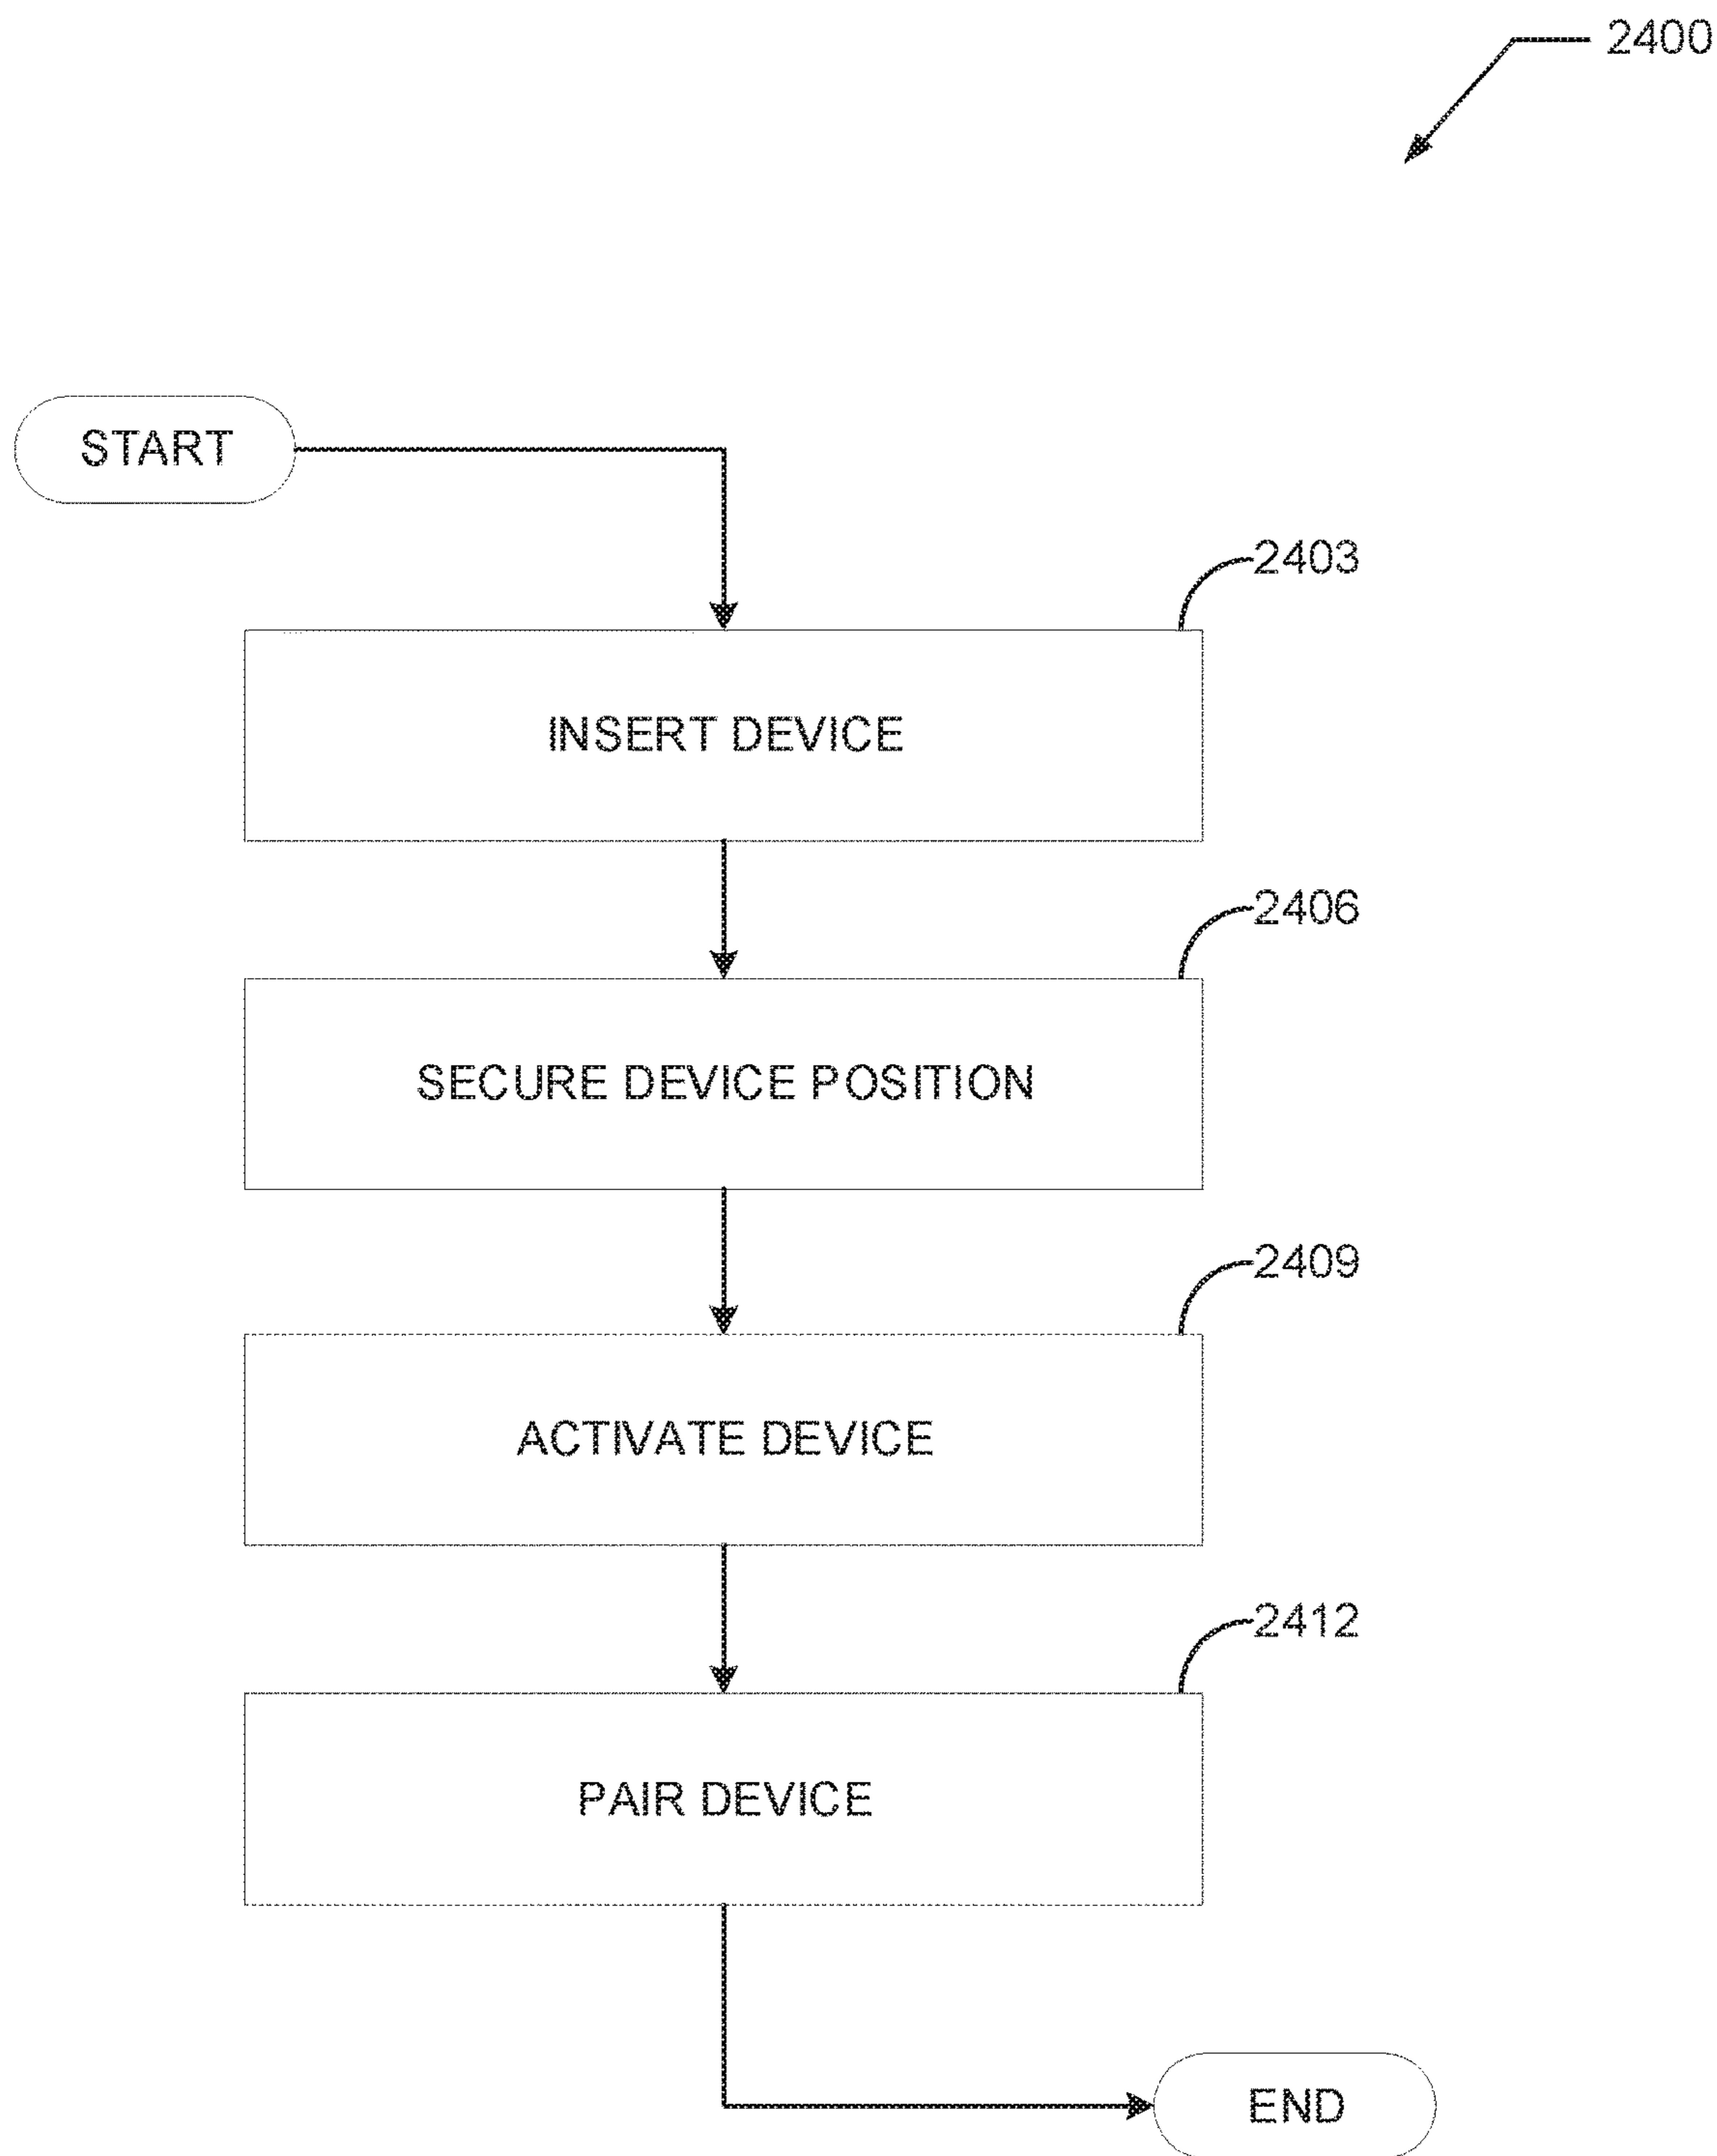 2400
START
2403
INSERT DEVICE
2406
SECURE DEVICE POSITION
2409
ACTIVATE DEVICE
2412
PAIR DEVICE
END